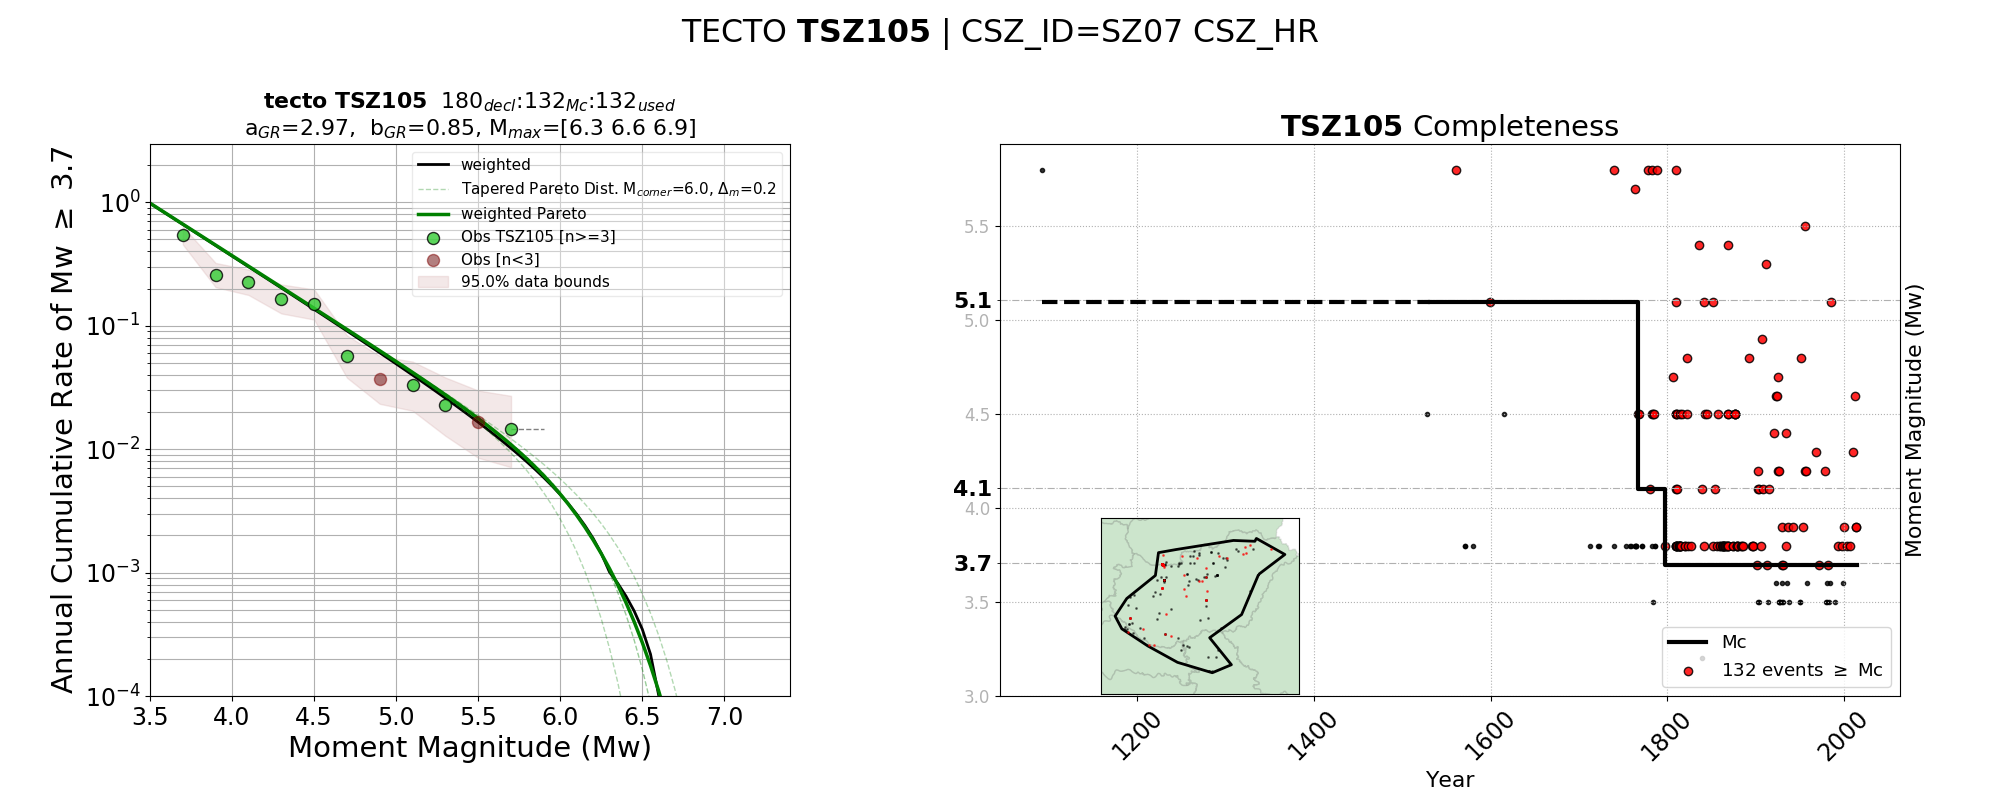 TECTO TSZ105 | CSZ_ID=SZ07 CSZ_HR
tecto TSZ105 180decl:132Mc:132used
aGR=2.97, bGR=0.85, Mmax=[6.3 6.6 6.9]
Annual Cumulative Rate of Mw ≥ 3.7
10^0
10^-1
10^-2
10^-3
10^-4
weighted
Tapered Pareto Dist. Mcorner=6.0, Δm=0.2
weighted Pareto
Obs TSZ105 [n>=3]
Obs [n<3]
95.0% data bounds
3.5 4.0 4.5 5.0 5.5 6.0 6.5 7.0
Moment Magnitude (Mw)
TSZ105 Completeness
5.5
5.1
5.0
4.5
4.1
4.0
3.7
3.5
3.0
Mc
132 events ≥ Mc
1200 1400 1600 1800 2000
Year
Moment Magnitude (Mw)